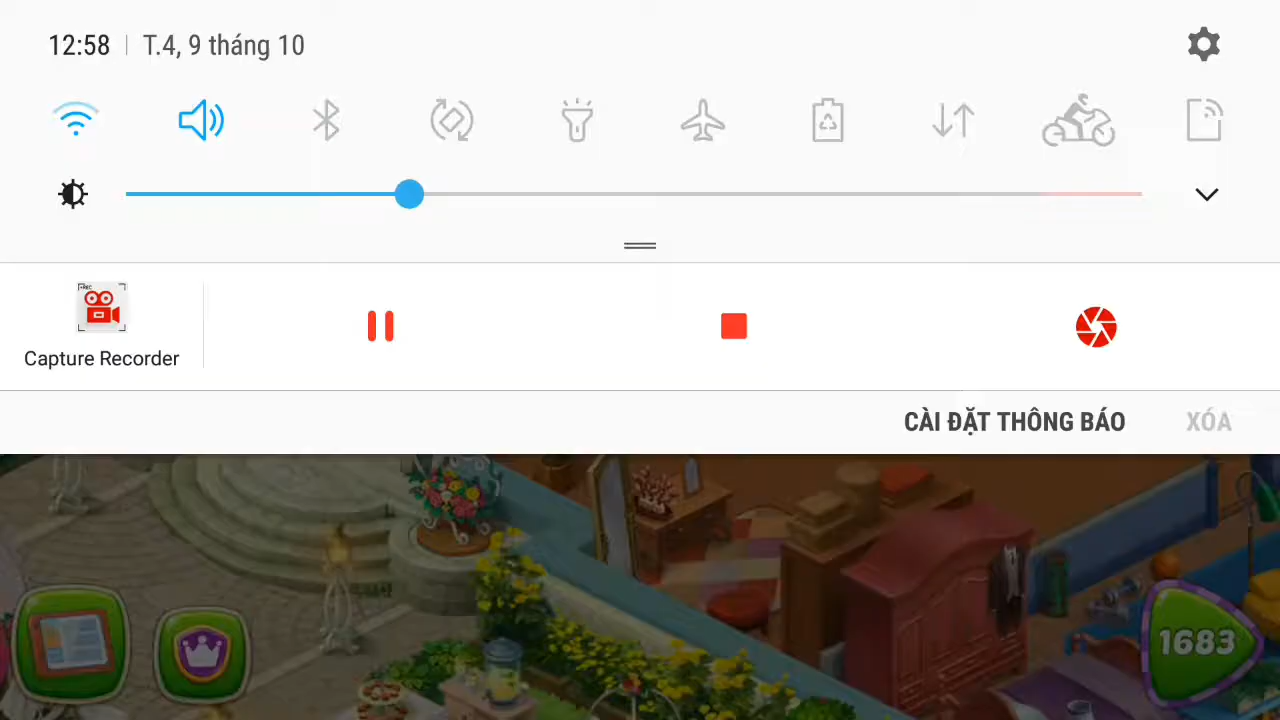 12:58 | T.4, 9 tháng 10
Capture Recorder
CÀI ĐẶT THÔNG BÁO XÓA
1683